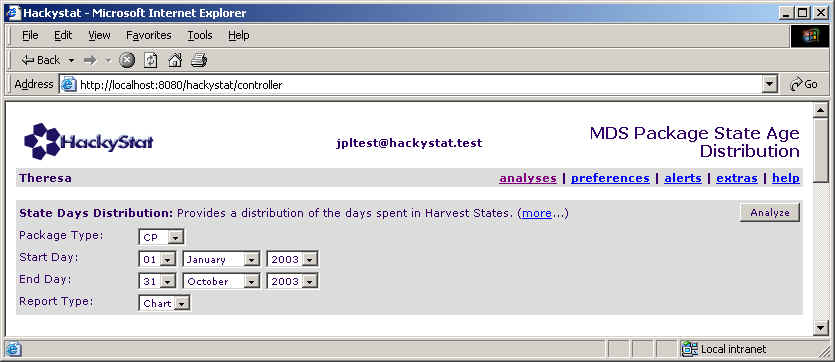 Hackystat - Microsoft Internet Explorer
File Edit View Favorites Tools Help
Back
Address http://localhost:8080/hackystat/controller Go
HackyStat jpltest@hackystat.test MDS Package State Age
Distribution
Theresa analyses | preferences | alerts | extras | help
State Days Distribution: Provides a distribution of the days spent in Harvest States. (more...) Analyze
Package Type: CP
Start Day: 01 January 2003
End Day: 31 October 2003
Report Type: Chart
Local intranet